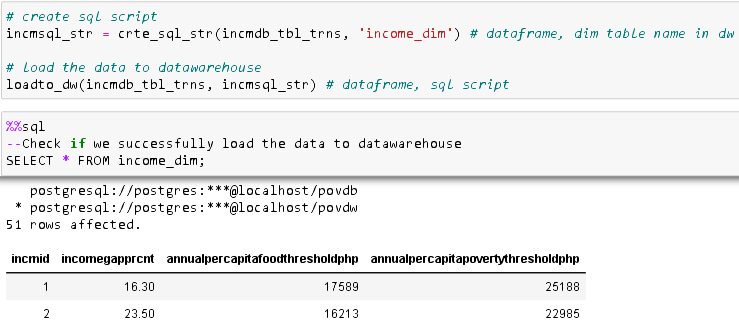 # create sql script
incmsql_str = crte_sql_str(incmdb_tbl_trns, 'income_dim') # dataframe, dim table name in dw
# load the data to datawarehouse
loadto_dw(incmdb_tbl_trns, incmsql_str) # dataframe, sql script
%%sql
--Check if we successfully load the data to datawarehouse
SELECT * FROM income_dim;
postgresql://postgres:***@localhost/povdb
* postgresql://postgres:***@localhost/povdw
51 rows affected.
incmid incomegapprcnt annualpercapitafoodthresholdphp annualpercapitapovertythresholdphp
1 16.30 17589 25188
2 23.50 16213 22985